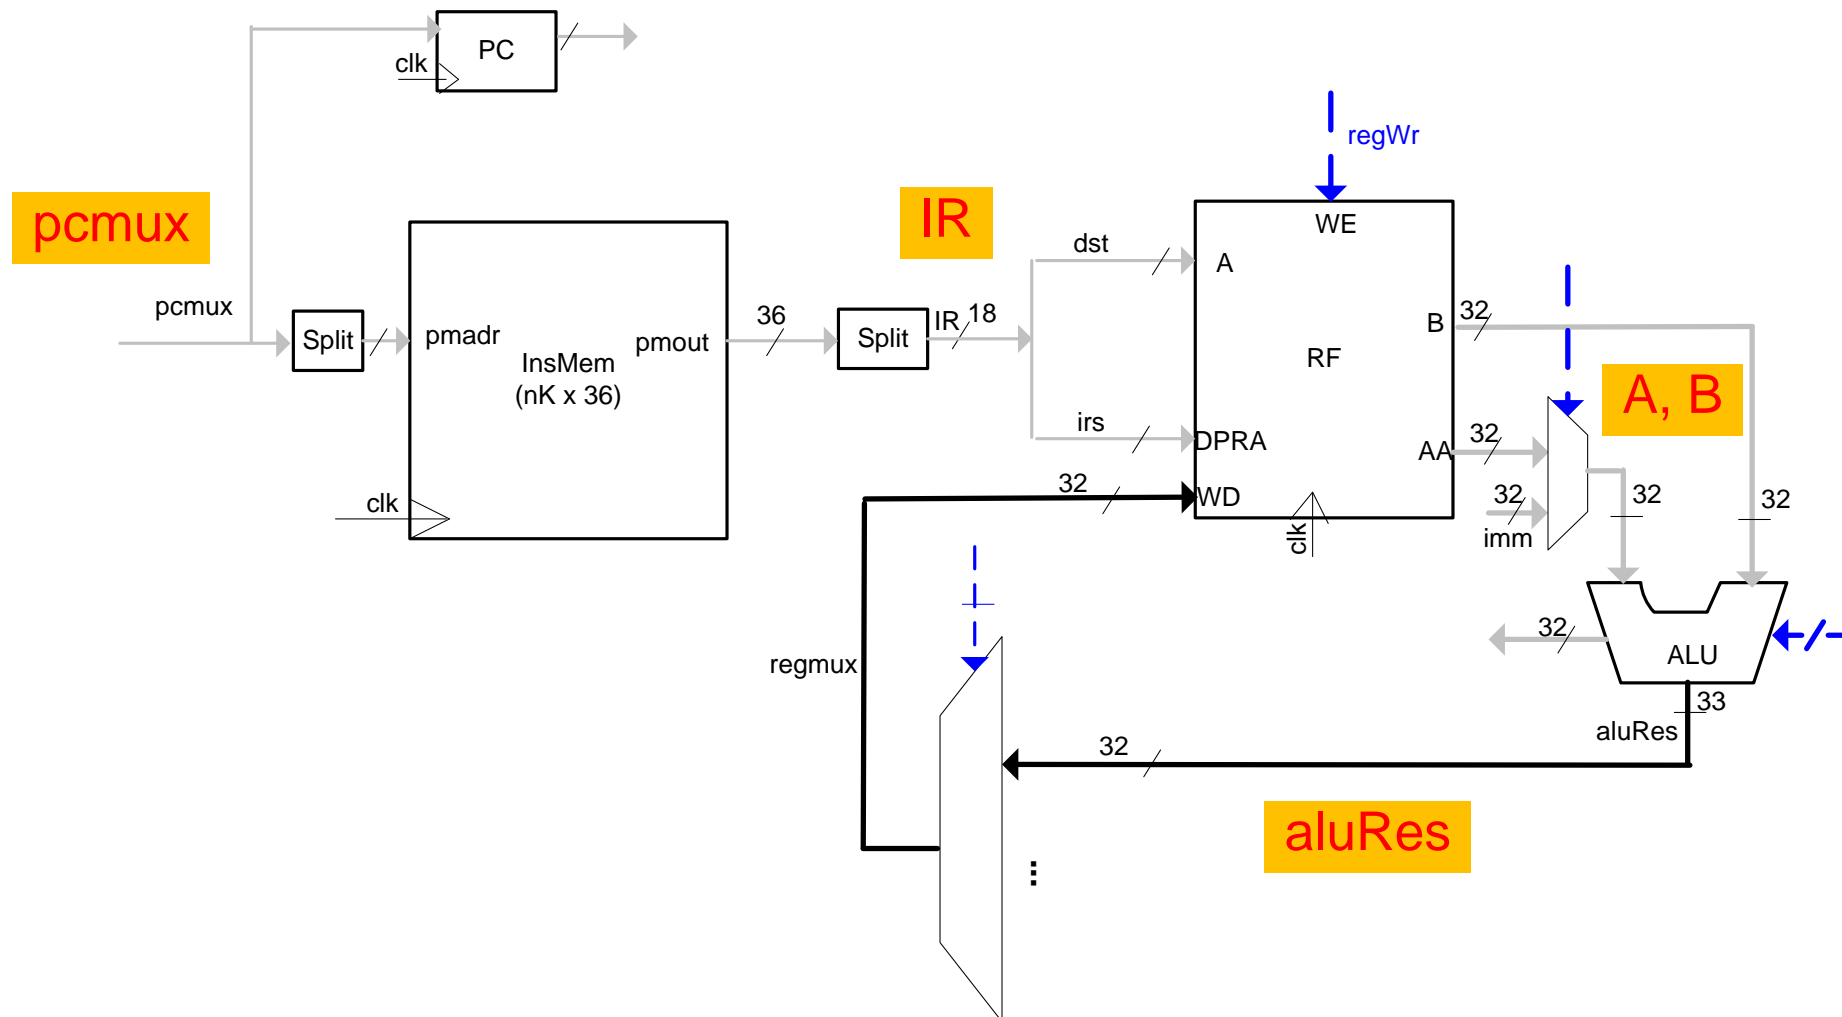 PC
clk
regWr
pcmux
IR
WE
dst
A
pcmux
Split
pmadr
InsMem
(nK x 36)
pmout
36
Split
IR
18
B
32
RF
A, B
irs
DPRA
AA
32
32
WD
clk
clk
32
imm
32
32
regmux
32
ALU
33
aluRes
32
aluRes
...